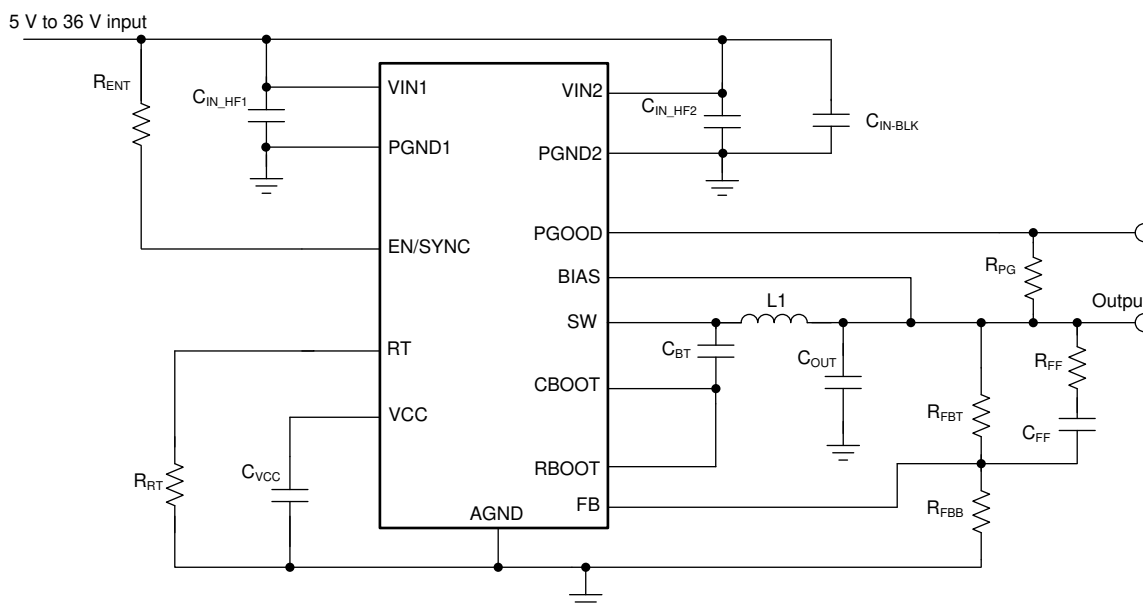 5 V to 36 V input
R_ENT
C_IN_HF1
VIN1
VIN2
C_IN_HF2
C_IN-BLK
PGND1
PGND2
EN/SYNC
PGOOD
BIAS
R_PG
L1
Output
SW
RT
C_BT
C_OUT
R_FF
CBOOT
VCC
R_FBT
C_FF
C_VCC
R_RT
RBOOT
FB
AGND
R_FBB